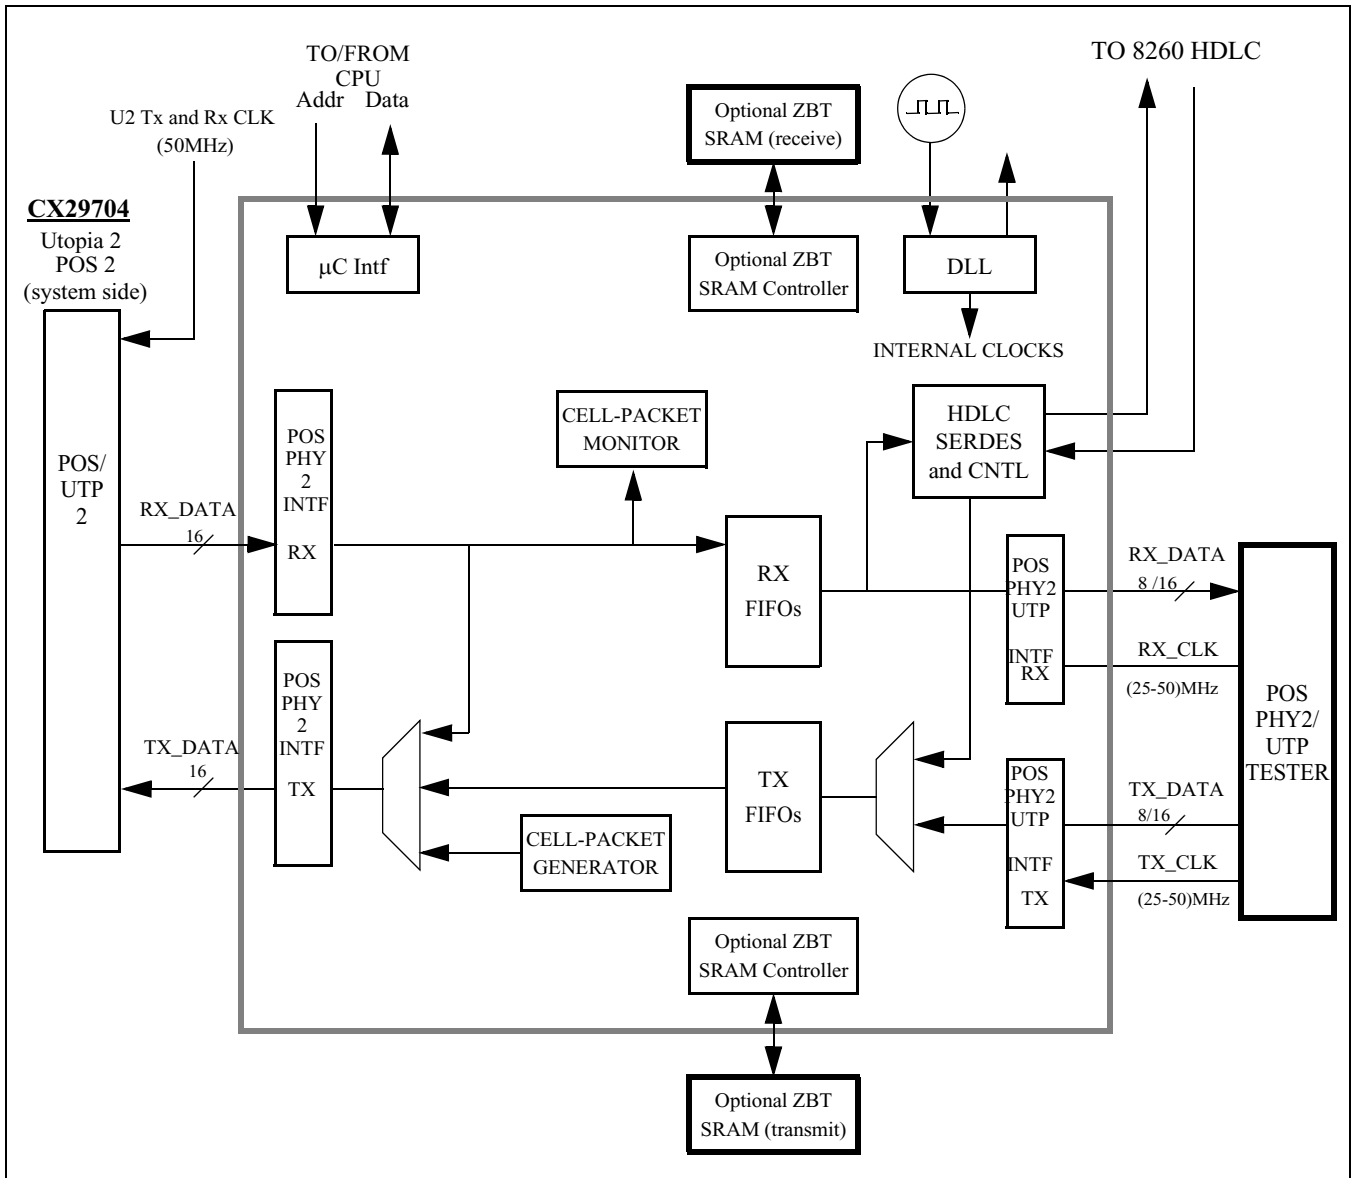 TO/FROM
CPU
Addr Data
TO 8260 HDLC
U2 Tx and Rx CLK
(50MHz)
Optional ZBT
SRAM (receive)
CX29704
Utopia 2
POS 2
(system side)
μC Intf
Optional ZBT
SRAM Controller
DLL
INTERNAL CLOCKS
POS/
UTP
2
RX_DATA
16
POS
PHY
2
INTF
RX
CELL-PACKET
MONITOR
HDLC
SERDES
and CNTL
RX
FIFOs
POS
PHY2
UTP
INTF
RX
RX_DATA
8 /16
RX_CLK
(25-50)MHz
POS
PHY2/
UTP
TESTER
TX_DATA
16
POS
PHY
2
INTF
TX
CELL-PACKET
GENERATOR
TX
FIFOs
POS
PHY2
UTP
INTF
TX
TX_DATA
8/16
TX_CLK
(25-50)MHz
Optional ZBT
SRAM Controller
Optional ZBT
SRAM (transmit)